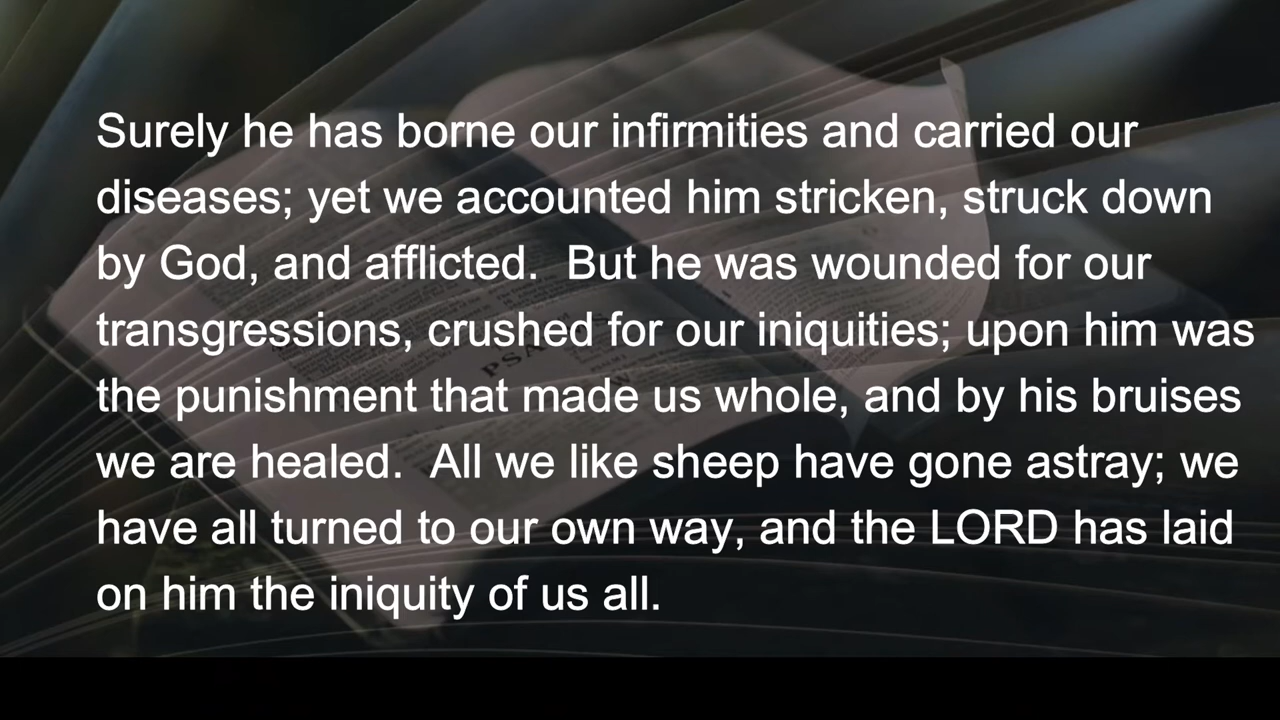 Surely he has borne our infirmities and carried our
diseases; yet we accounted him stricken, struck down
by God, and afflicted.  But he was wounded for our
transgressions, crushed for our iniquities; upon him was
the punishment that made us whole, and by his bruises
we are healed.  All we like sheep have gone astray; we
have all turned to our own way, and the LORD has laid
on him the iniquity of us all.